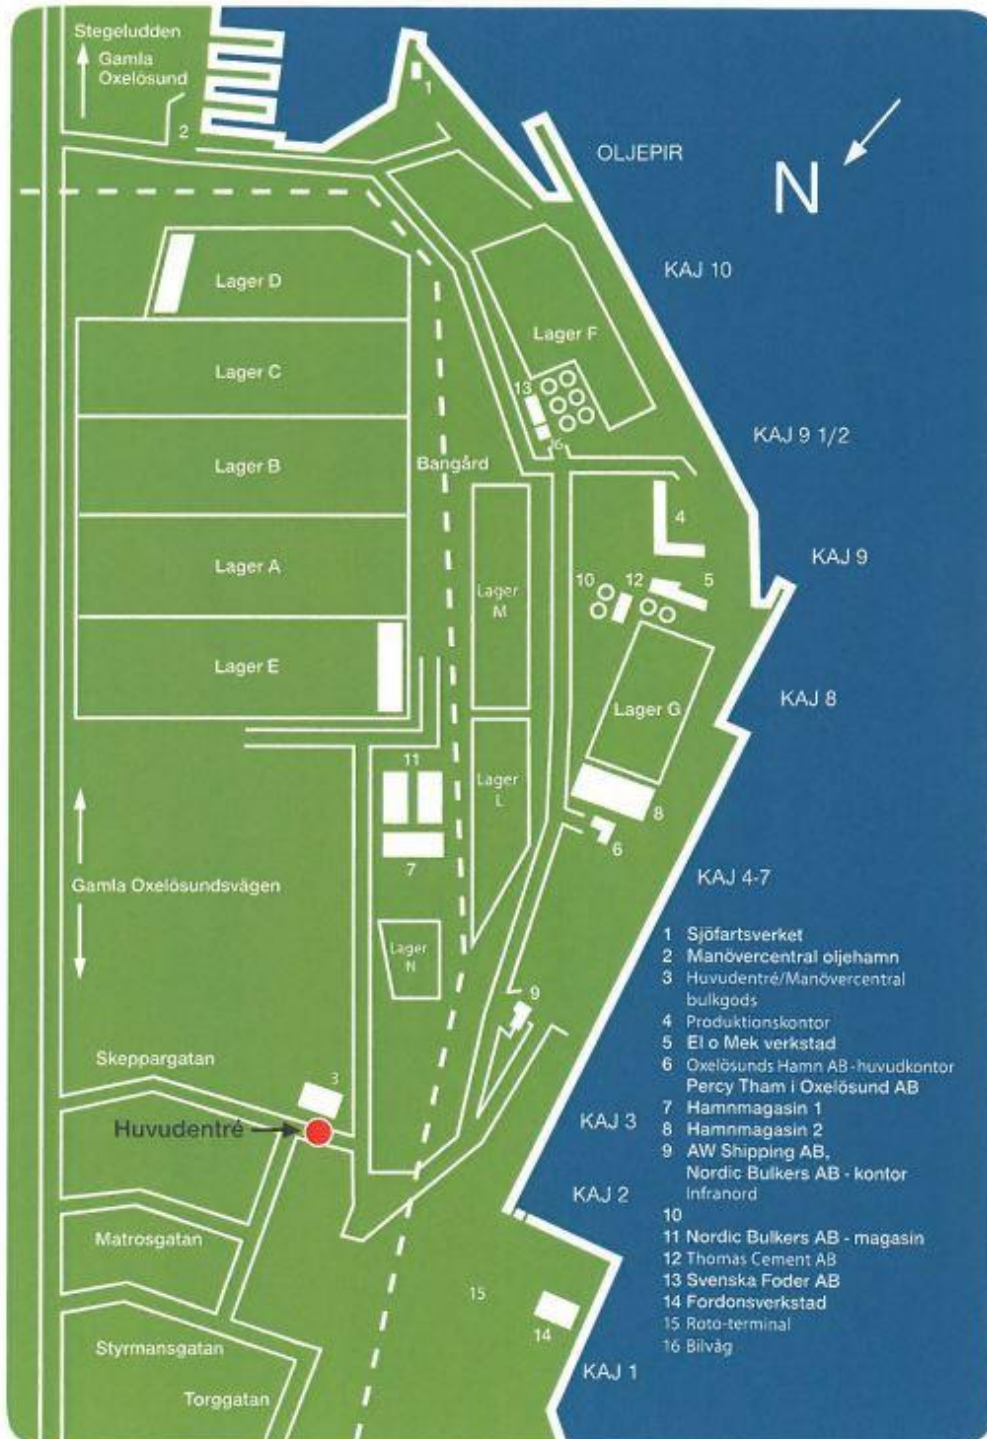 Stegeludden
Gamla
Oxelösund
1
2
OLJEPIR
N
KAJ 10
Lager D
Lager F
Lager C
13
KAJ 9 1/2
16
Lager B
Bangård
4
KAJ 9
Lager A
10
12
5
Lager
M
Lager E
KAJ 8
Lager G
11
Lager
L
8
6
7
KAJ 4-7
Gamla Oxelösundsvägen
Lager
N
9
1 Sjöfartsverket
2 Manövercentral oljehamn
3 Huvudentré/Manövercentral
bulkgods
4 Produktionskontor
5 El o Mek verkstad
6 Oxelösunds Hamn AB-huvudkontor
Percy Tham i Oxelösund AB
7 Hamnmagasin 1
8 Hamnmagasin 2
9 AW Shipping AB,
Nordic Bulkers AB - kontor
Infranord
10
11 Nordic Bulkers AB - magasin
12 Thomas Cement AB
13 Svenska Foder AB
14 Fordonsverkstad
15 Roto-terminal
16 Bilvåg
Skeppargatan
3
Huvudentré
KAJ 3
KAJ 2
Matrosgatan
15
14
Styrmansgatan
KAJ 1
Torggatan